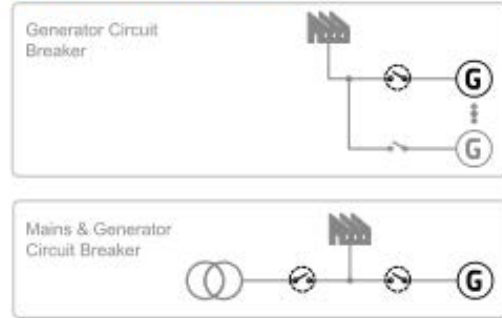 Generator Circuit
Breaker
G
G
Mains & Generator
Circuit Breaker
G